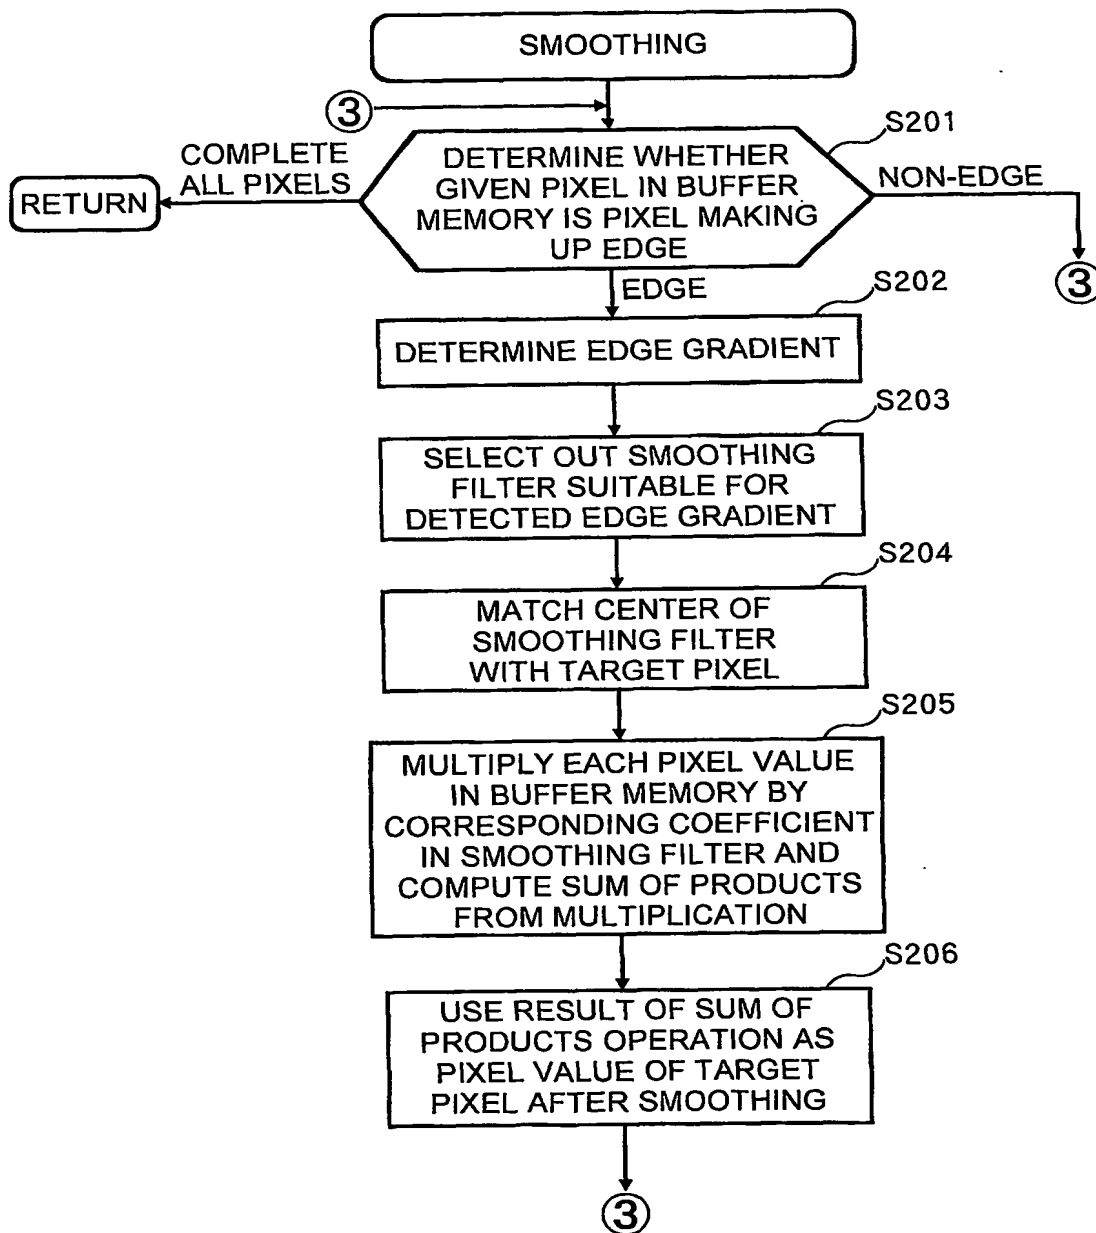 SMOOTHING
3
S201
COMPLETE
ALL PIXELS
RETURN
DETERMINE WHETHER
GIVEN PIXEL IN BUFFER
MEMORY IS PIXEL MAKING
UP EDGE
NON-EDGE
3
EDGE
S202
DETERMINE EDGE GRADIENT
S203
SELECT OUT SMOOTHING
FILTER SUITABLE FOR
DETECTED EDGE GRADIENT
S204
MATCH CENTER OF
SMOOTHING FILTER
WITH TARGET PIXEL
S205
MULTIPLY EACH PIXEL VALUE
IN BUFFER MEMORY BY
CORRESPONDING COEFFICIENT
IN SMOOTHING FILTER AND
COMPUTE SUM OF PRODUCTS
FROM MULTIPLICATION
S206
USE RESULT OF SUM OF
PRODUCTS OPERATION AS
PIXEL VALUE OF TARGET
PIXEL AFTER SMOOTHING
3